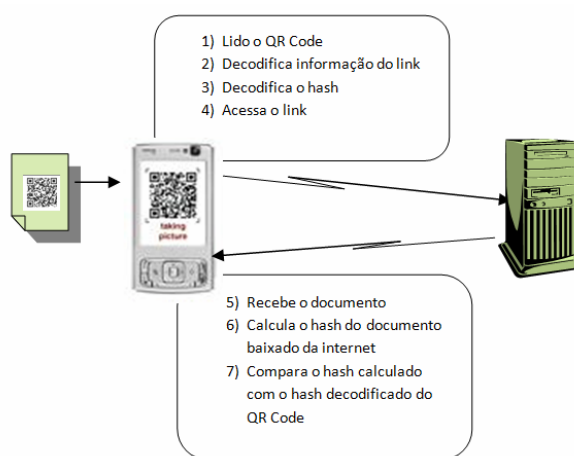 1) Lido o QR Code
2) Decodifica informação do link
3) Decodifica o hash
4) Acessa o link
taking
picture
5) Recebe o documento
6) Calcula o hash do documento
baixado da internet
7) Compara o hash calculado
com o hash decodificado do
QR Code